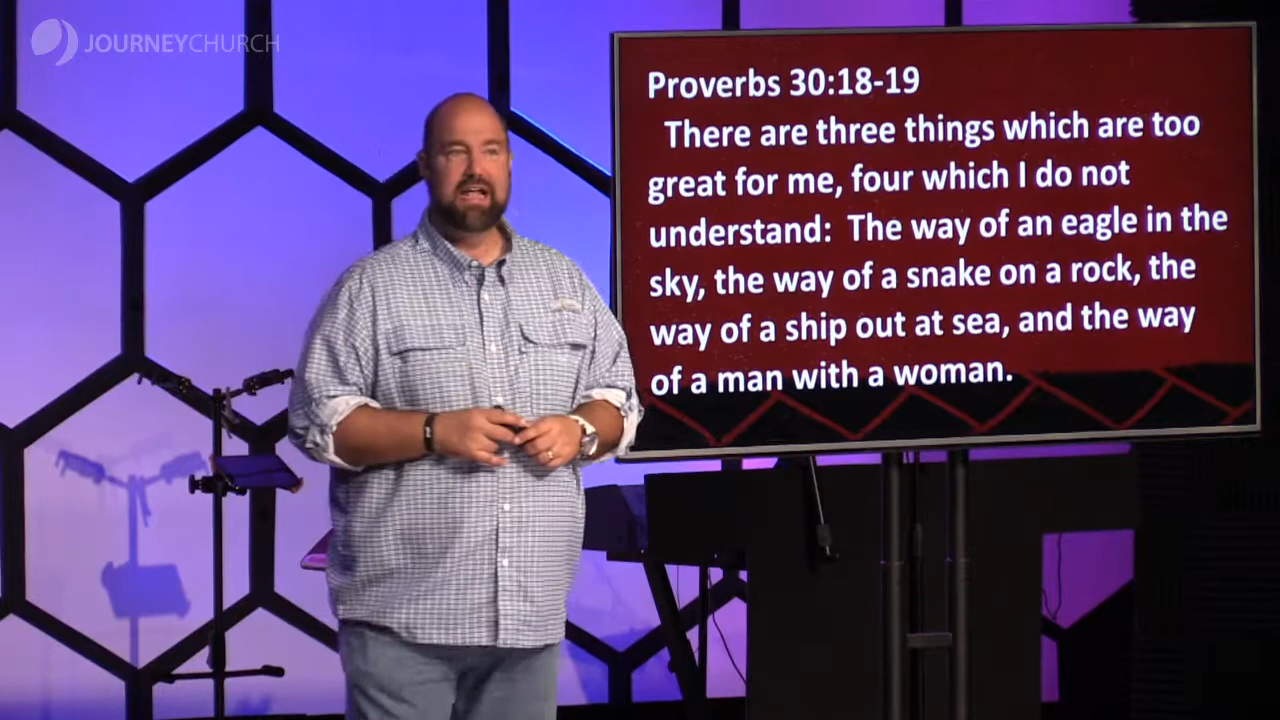 JOURNEYCHURCH
Proverbs 30:18-19
There are three things which are too
great for me, four which I do not
understand: The way of an eagle in the
sky, the way of a snake on a rock, the
way of a ship out at sea, and the way
of a man with a woman.